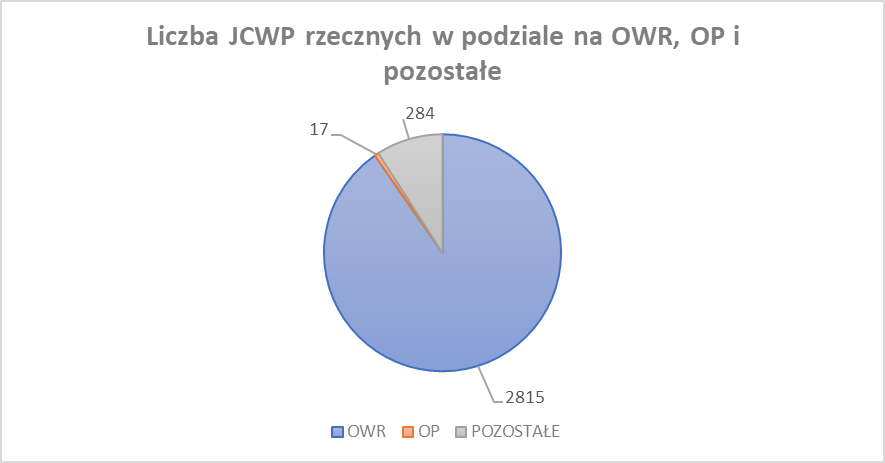 Liczba JCWP rzecznych w podziale na OWR, OP i
pozostałe
284
17
2815
OWR OP POZOSTAŁE